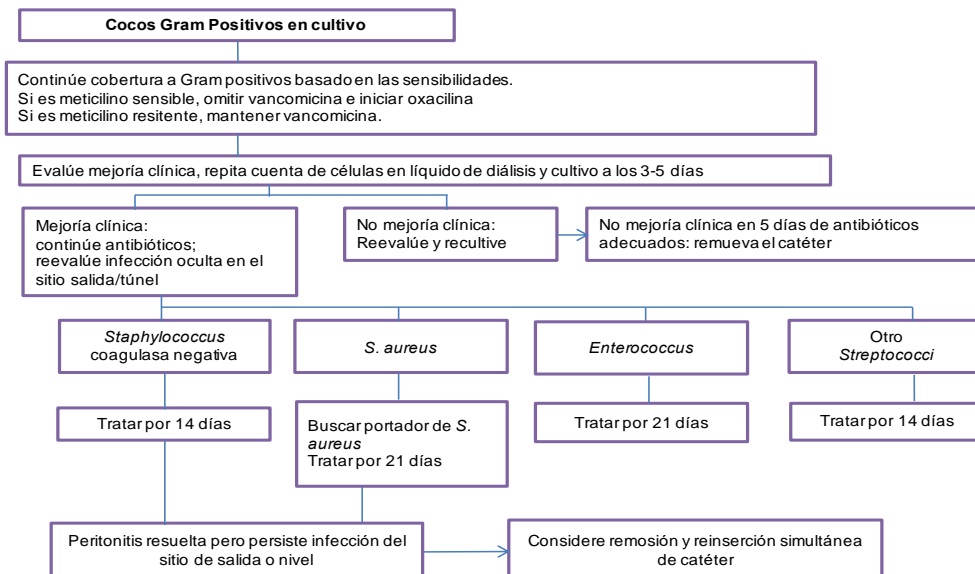 Cocos Gram Positivos en cultivo
Continúe cobertura a Gram positivos basado en las sensibilidades.
Si es meticilino sensible, omitir vancomicina e iniciar oxacilina
Si es meticilino resitente, mantener vancomicina.
Evalúe mejoría clínica, repita cuenta de células en líquido de diálisis y cultivo a los 3-5 días
Mejoría clínica:
continúe antibióticos;
reevalúe infección oculta en el
sitio salida/túnel
No mejoría clínica:
Reevalúe y recultive
No mejoría clínica en 5 días de antibióticos
adecuados: remueva el catéter
Staphylococcus
coagulasa negativa
S. aureus
Enterococcus
Otro
Streptococci
Tratar por 14 días
Buscar portador de S.
aureus
Tratar por 21 días
Tratar por 21 días
Tratar por 14 días
Peritonitis resuelta pero persiste infección del
sitio de salida o nivel
Considere remosión y reinserción simultánea
de catéter